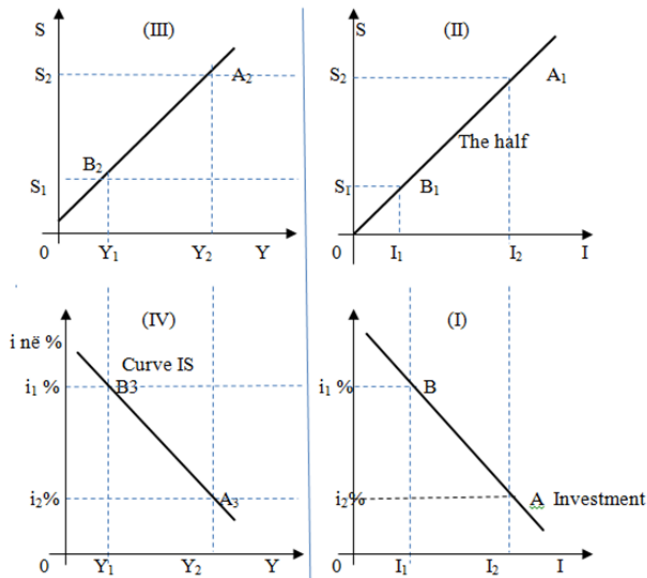 S (III)
S₂ A₂
B₂
S₁
0 Y₁ Y₂ Y
S (II)
S₂ A₁
The half
S₁ B₁
0 I₁ I₂ I
(IV)
i në %
Curve IS
i₁ % B3
i₂% A₃
0 Y₁ Y₂ Y
(I)
i₁ % B
i₂% A Investment
0 I₁ I₂ I